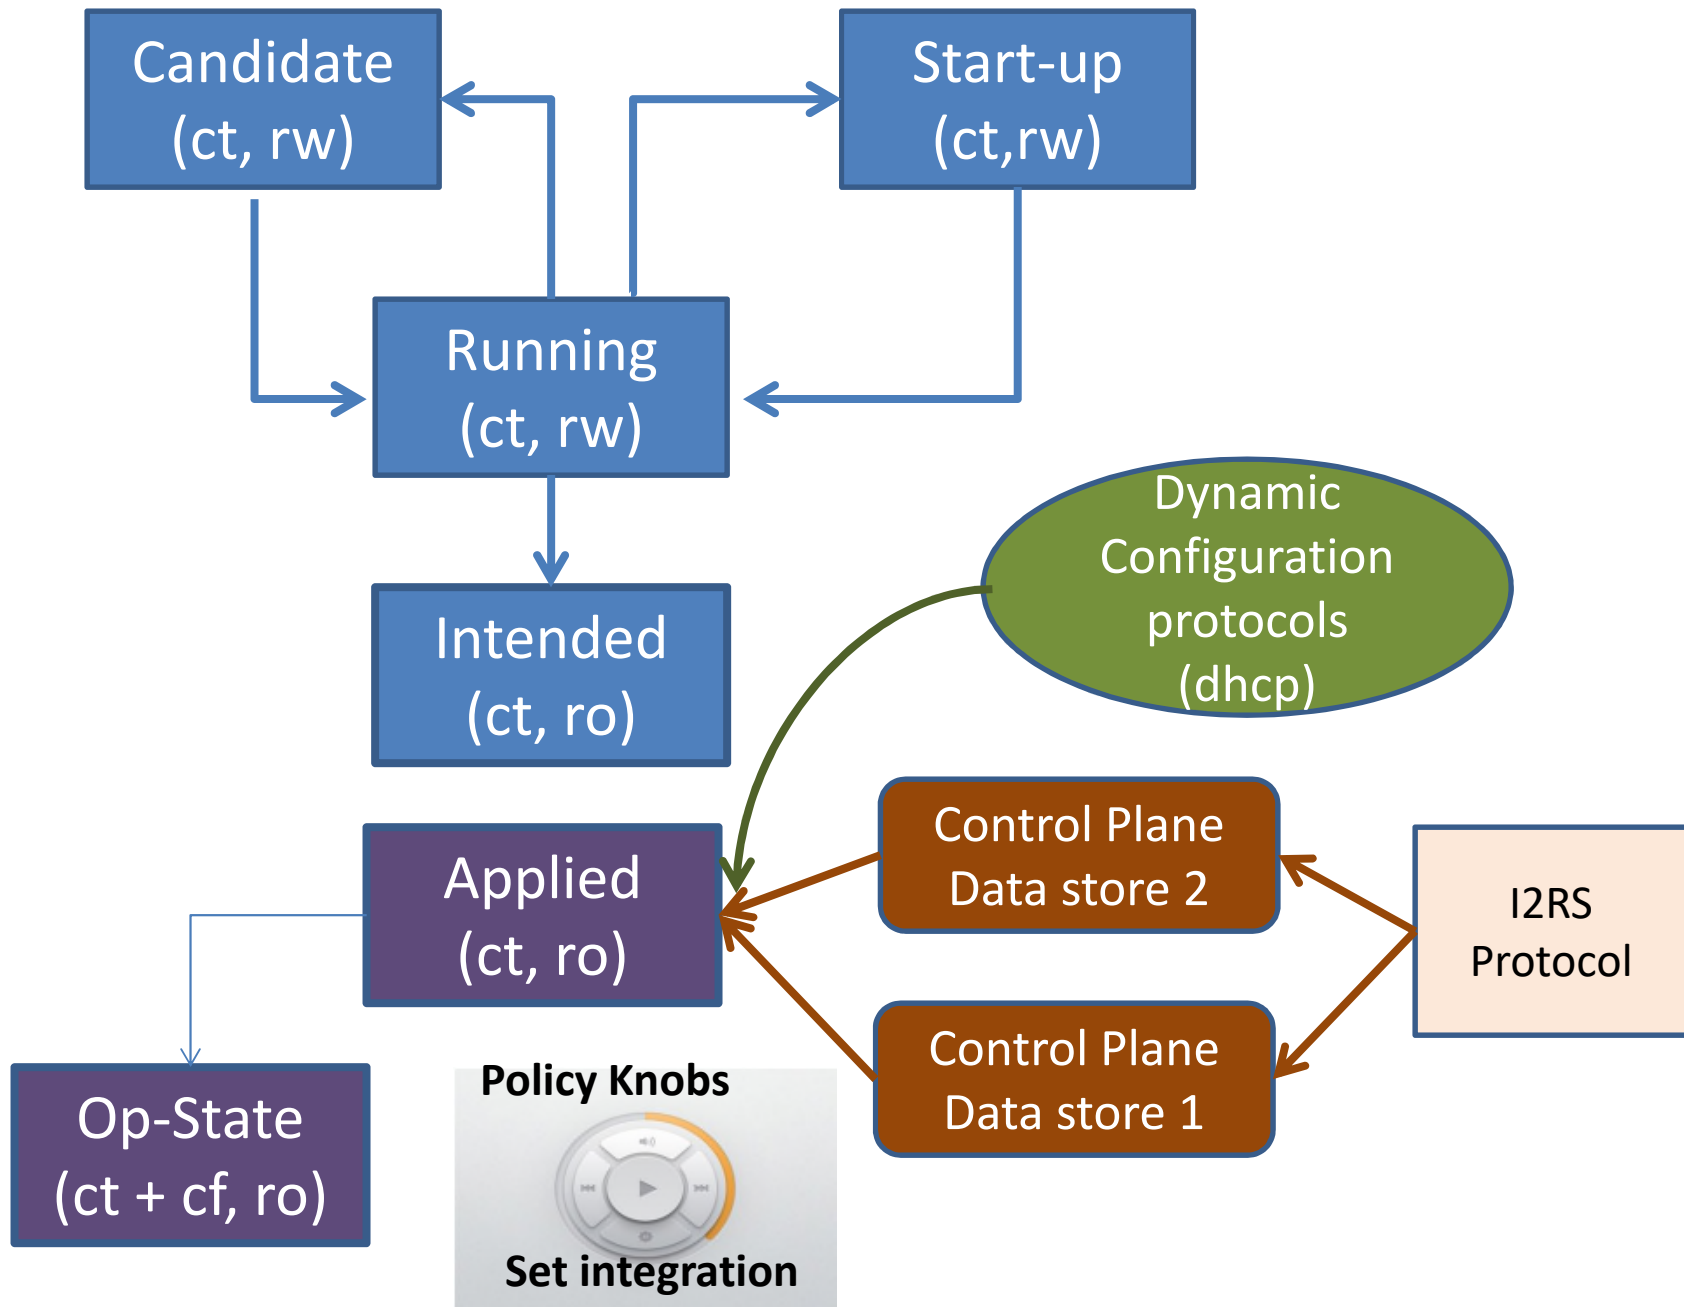 Candidate
(ct, rw)
Start-up
(ct,rw)
Running
(ct, rw)
Dynamic
Configuration
protocols
(dhcp)
Intended
(ct, ro)
Control Plane
Data store 2
Applied
(ct, ro)
I2RS
Protocol
Control Plane
Data store 1
Op-State
(ct + cf, ro)
Policy Knobs
Set integration